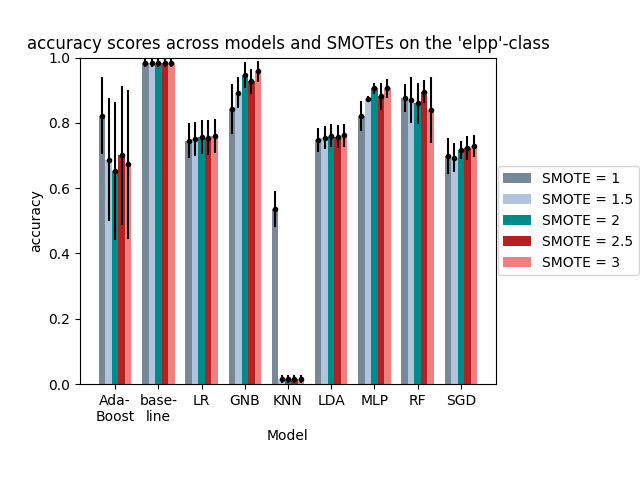 accuracy scores across models and SMOTEs on the 'elpp'-class
1.0
0.8
0.6
0.4
0.2
0.0
accuracy
Ada-
Boost
base-
line
LR
GNB
KNN
LDA
MLP
RF
SGD
Model
SMOTE = 1
SMOTE = 1.5
SMOTE = 2
SMOTE = 2.5
SMOTE = 3